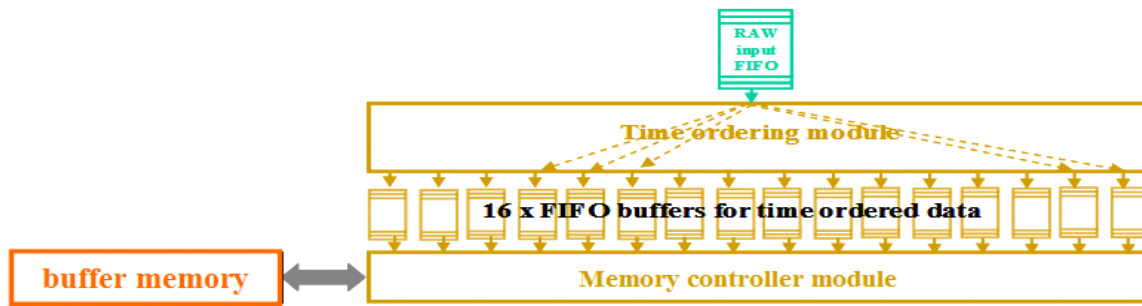 RAW
input
FIFO
Time ordering module
16 x FIFO buffers for time ordered data
buffer memory
Memory controller module